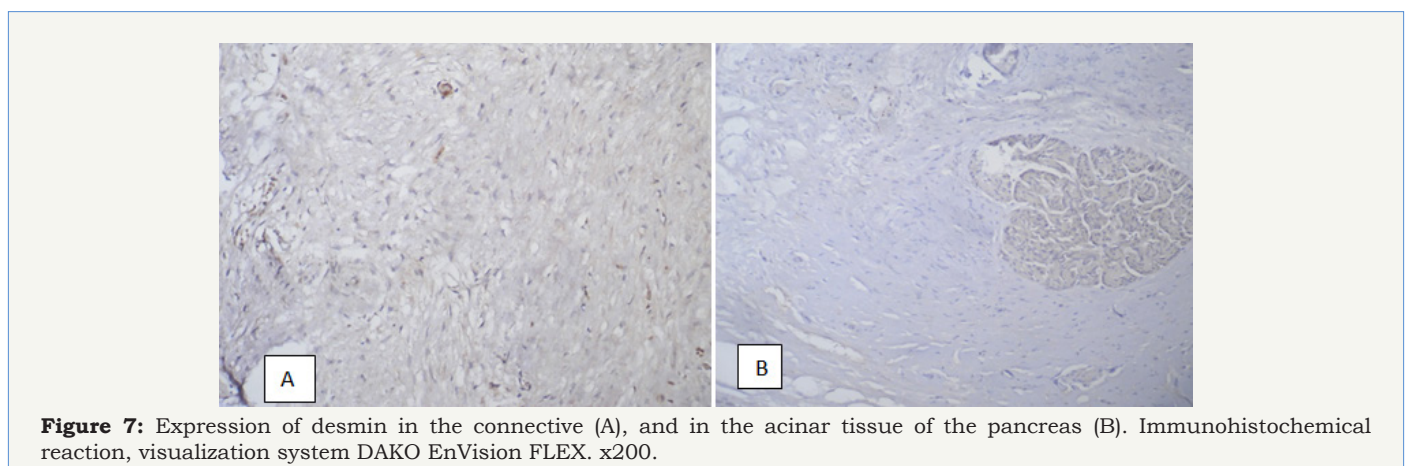 A
B
Figure 7: Expression of desmin in the connective (A), and in the acinar tissue of the pancreas (B). Immunohistochemical
reaction, visualization system DAKO EnVision FLEX. x200.